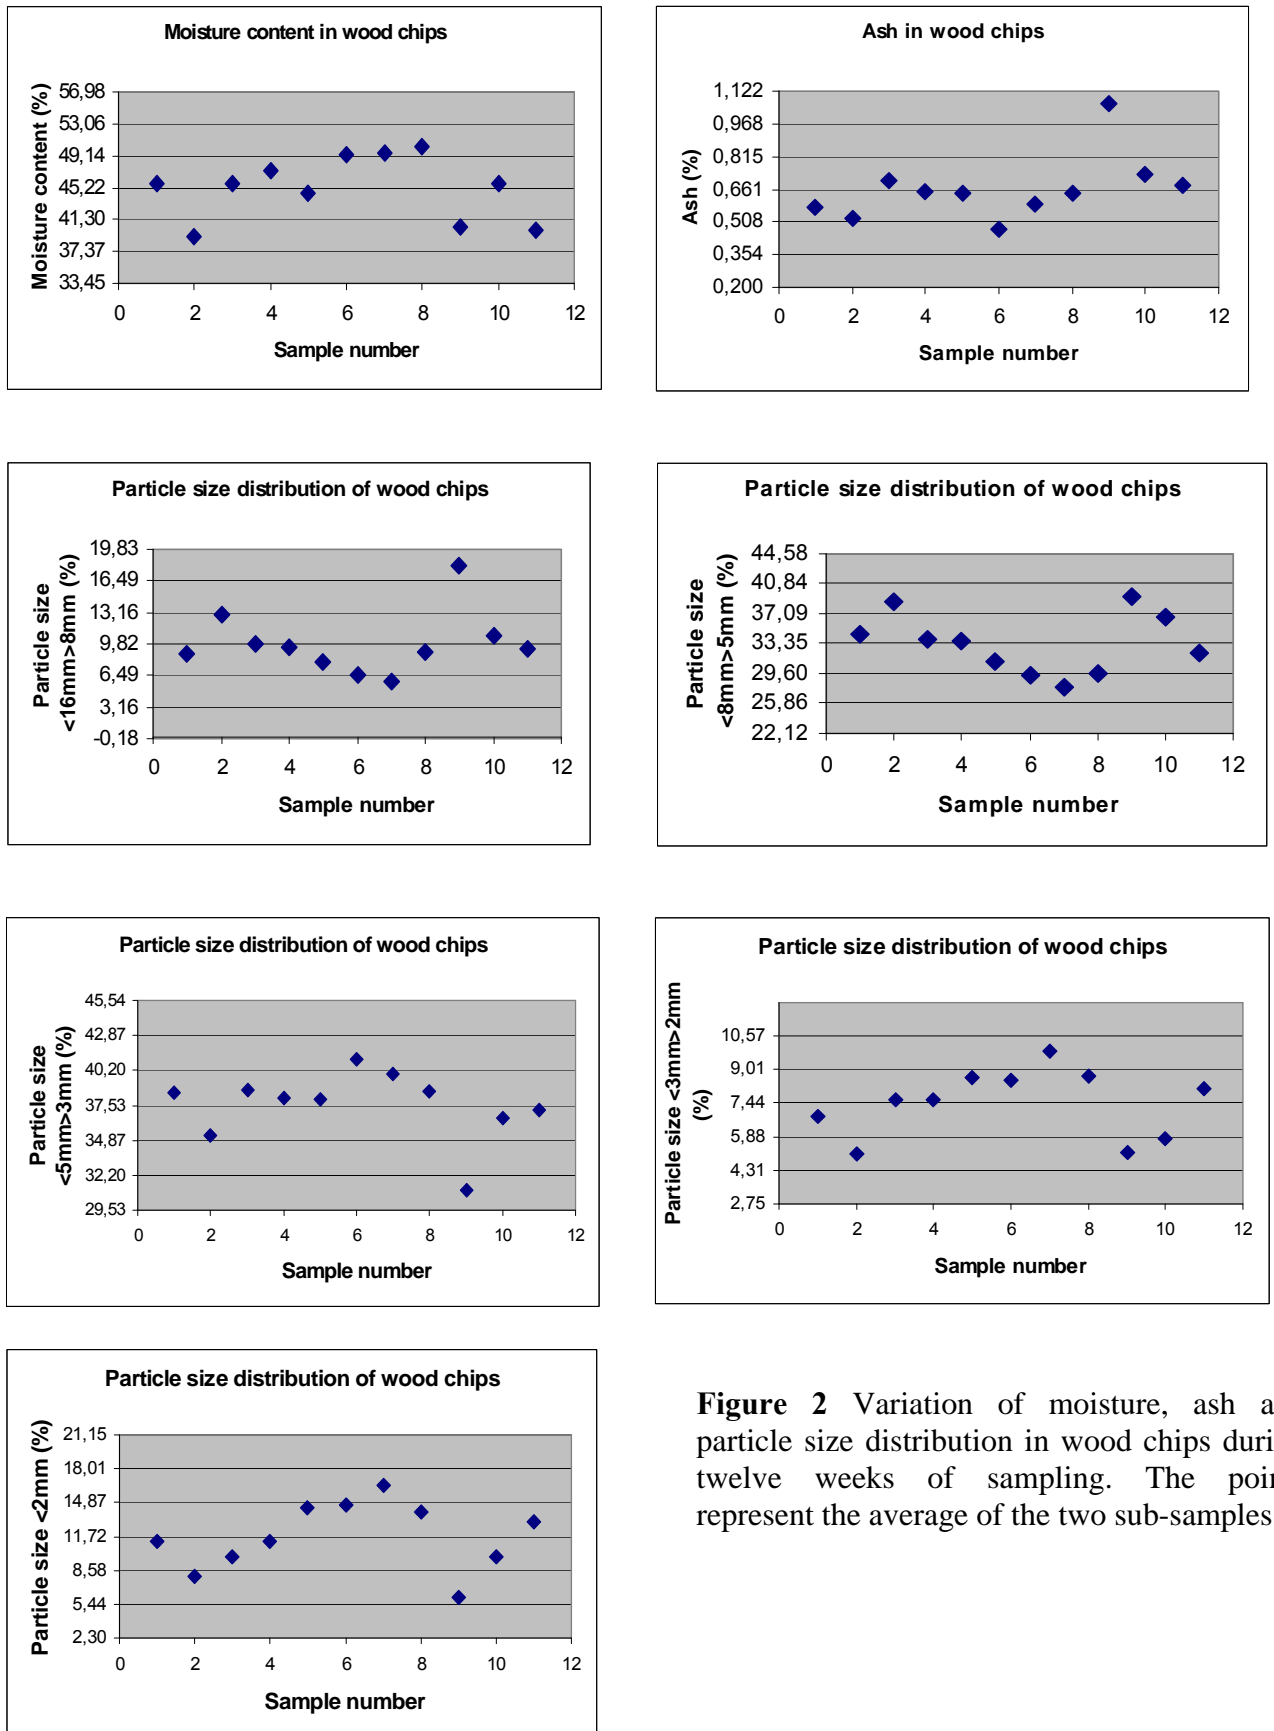 Moisture content in wood chips
Moisture content (%)
56,98
53,06
49,14
45,22
41,30
37,37
33,45
0 2 4 6 8 10 12
Sample number
Ash in wood chips
Ash (%)
1,122
0,968
0,815
0,661
0,508
0,354
0,200
0 2 4 6 8 10 12
Sample number
Particle size distribution of wood chips
Particle size
<16mm>8mm (%)
19,83
16,49
13,16
9,82
6,49
3,16
-0,18
0 2 4 6 8 10 12
Sample number
Particle size distribution of wood chips
Particle size
<8mm>5mm (%)
44,58
40,84
37,09
33,35
29,60
25,86
22,12
0 2 4 6 8 10 12
Sample number
Particle size distribution of wood chips
Particle size
<5mm>3mm (%)
45,54
42,87
40,20
37,53
34,87
32,20
29,53
0 2 4 6 8 10 12
Sample number
Particle size distribution of wood chips
Particle size <3mm>2mm
(%)
10,57
9,01
7,44
5,88
4,31
2,75
0 2 4 6 8 10 12
Sample number
Particle size distribution of wood chips
Particle size <2mm (%)
21,15
18,01
14,87
11,72
8,58
5,44
2,30
0 2 4 6 8 10 12
Sample number
Figure 2 Variation of moisture, ash a
particle size distribution in wood chips duri
twelve weeks of sampling. The poin
represent the average of the two sub-samples